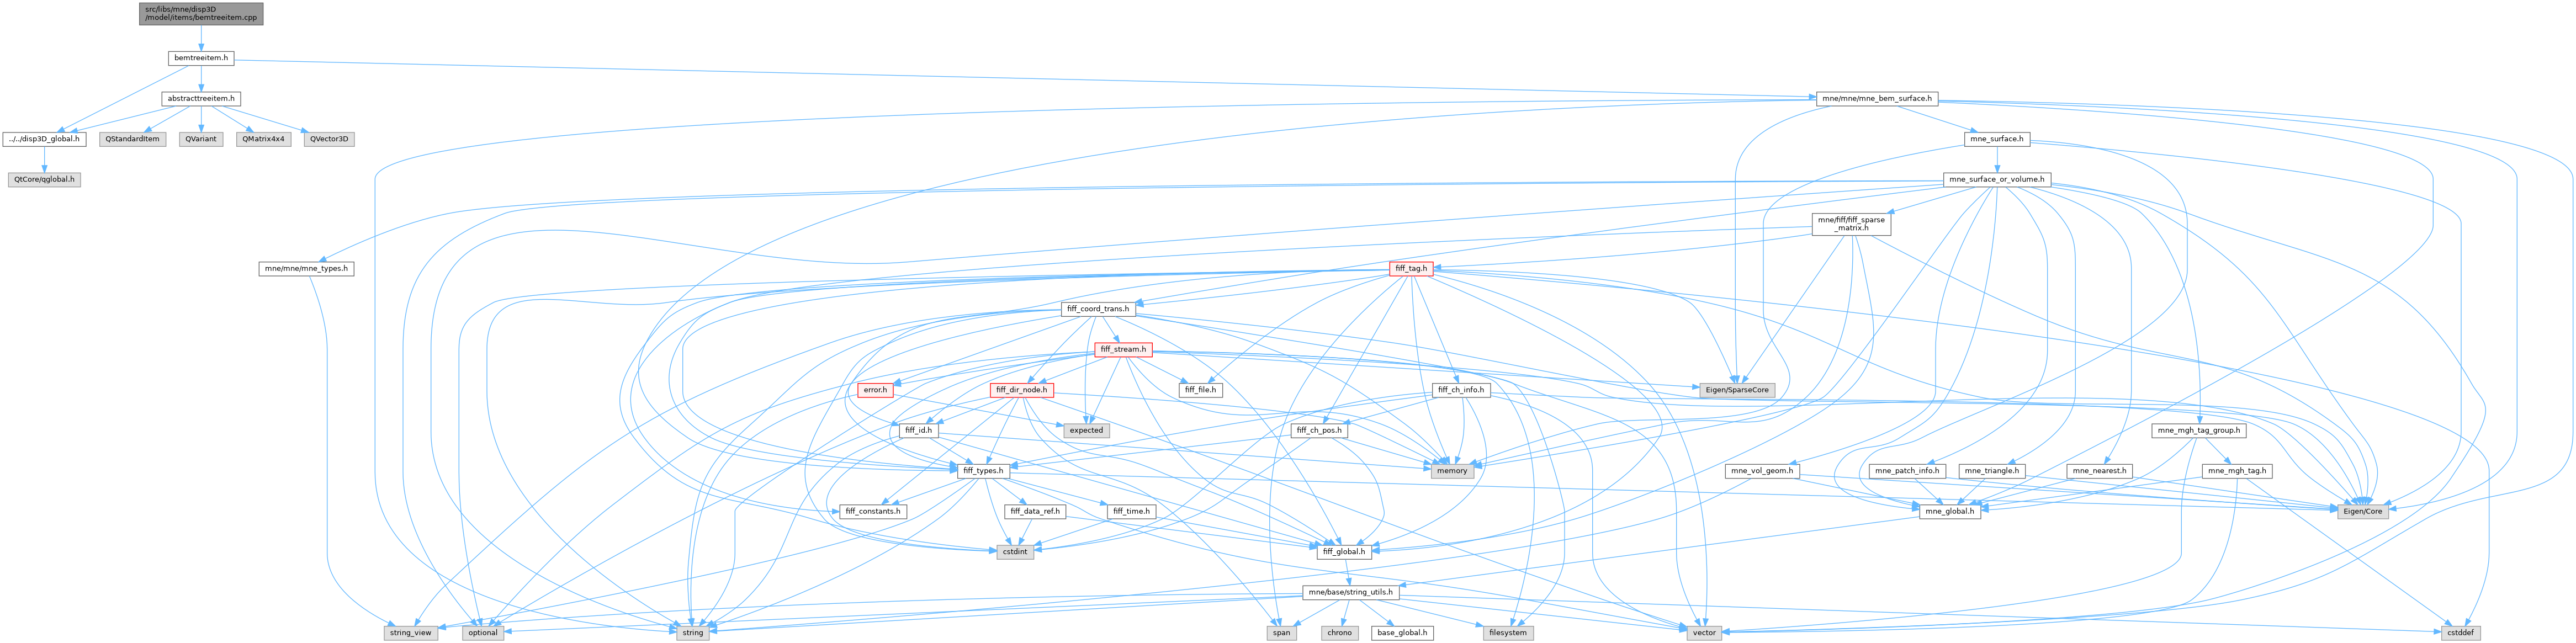 src/libs/mne/disp3D
/model/items/bemtreeitem.cpp
bemtreeitem.h
abstracttreeitem.h
mne/mne/mne_bem_surface.h
../../disp3D_global.h
QStandardItem
QVariant
QMatrix4x4
QVector3D
mne_surface.h
QtCore/qglobal.h
mne_surface_or_volume.h
mne/fiff/fiff_sparse
_matrix.h
mne/mne/mne_types.h
fiff_tag.h
fiff_coord_trans.h
fiff_stream.h
error.h
fiff_dir_node.h
fiff_file.h
fiff_ch_info.h
Eigen/SparseCore
fiff_id.h
expected
fiff_ch_pos.h
mne_mgh_tag_group.h
fiff_types.h
memory
mne_vol_geom.h
mne_patch_info.h
mne_triangle.h
mne_nearest.h
mne_mgh_tag.h
fiff_constants.h
fiff_data_ref.h
fiff_time.h
mne_global.h
Eigen/Core
cstdint
fiff_global.h
mne/base/string_utils.h
string_view
optional
string
span
chrono
base_global.h
filesystem
vector
cstddef